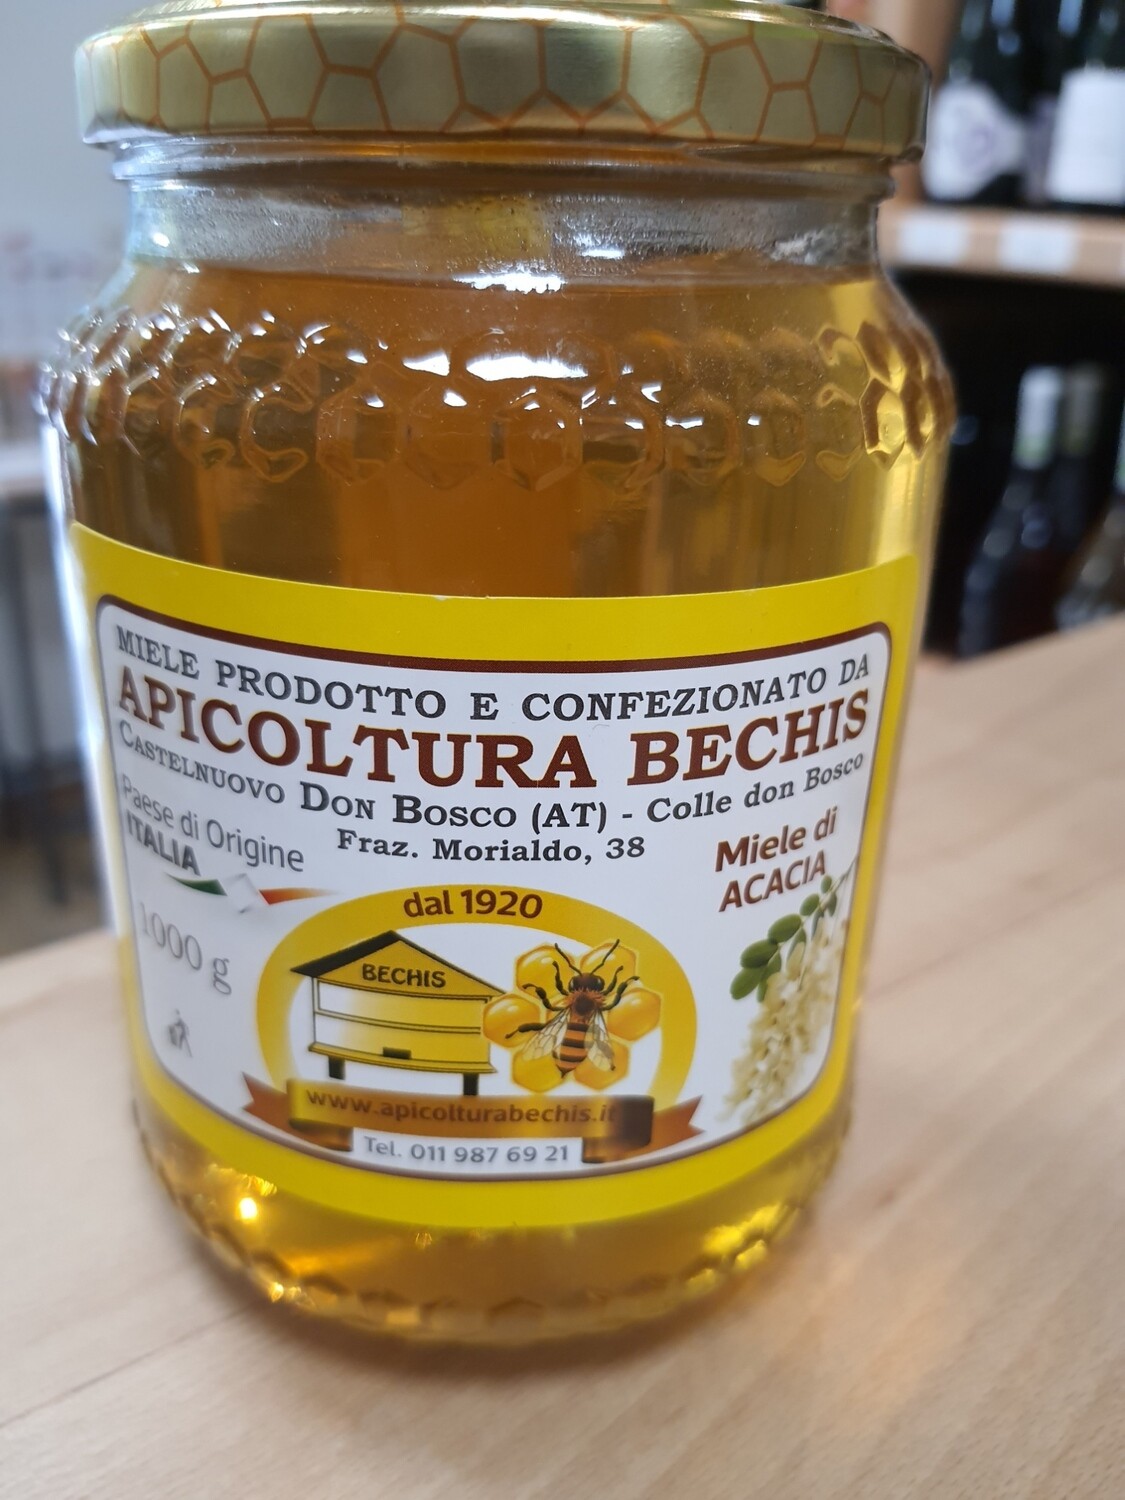 MIELE PRODOTTO E CONFEZIONATO DA
APICOLTURA BECHIS
CASTELNUOVO DON BOSCO (AT) - Colle don Bosco
Fraz. Morialdo, 38
Paese di Origine
ITALIA
Miele di
ACACIA
1000 g
dal 1920
BECHIS
www.apicolturabechis.it
Tel. 011 987 69 21